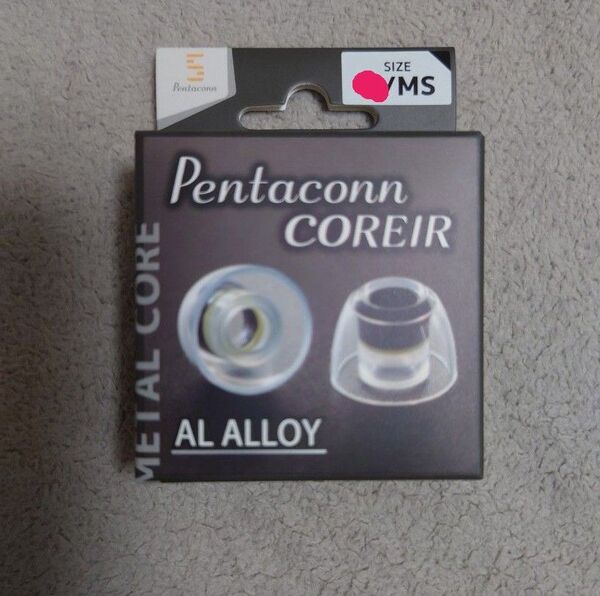 Pentaconn
SIZE
/MS
Pentaconn
COREIR
METAL CORE
AL ALLOY